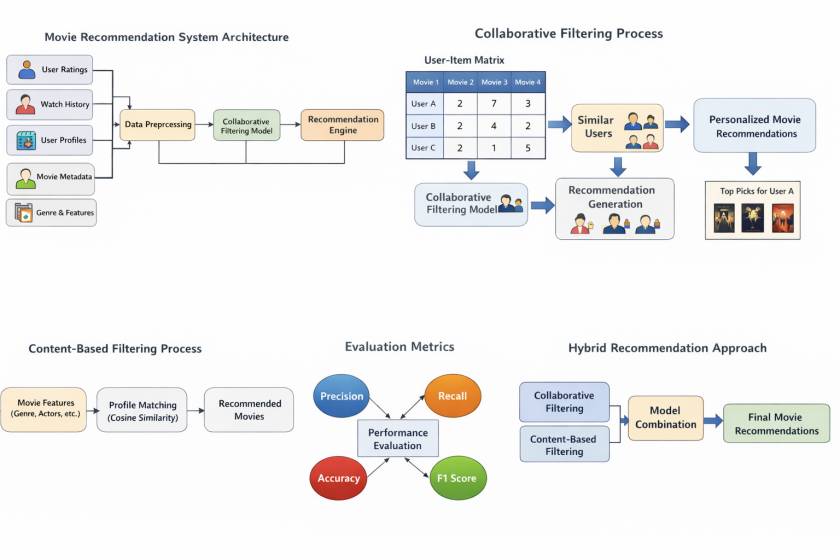 Movie Recommendation System Architecture
User Ratings
Watch History
User Profiles
Movie Metadata
Genre & Features
Data Prepcessing
Collaborative
Filtering Model
Recommendation
Engine
Collaborative Filtering Process
User-Item Matrix
Movie 1 Movie 2 Movie 3 Movie 4
User A 2 7 3
User B 2 4 2
User C 2 1 5
Similar
Users
Personalized Movie
Recommendations
Collaborative
Filtering Model
Recommendation
Generation
Top Picks for User A
Content-Based Filtering Process
Movie Features
(Genre, Actors, etc.)
Profile Matching
(Cosine Similarity)
Recommended
Movies
Evaluation Metrics
Precision
Recall
Performance
Evaluation
Accuracy
F1 Score
Hybrid Recommendation Approach
Collaborative
Filtering
Content-Based
Filtering
Model
Combination
Final Movie
Recommendations